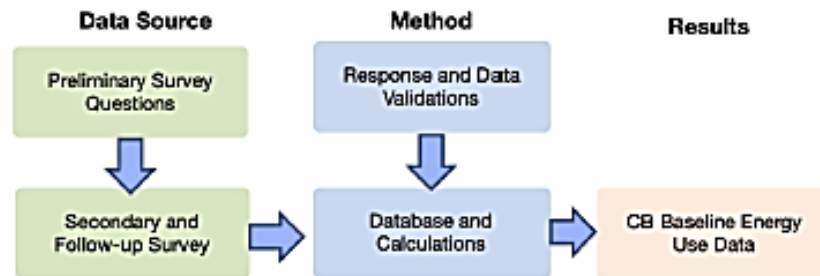 Data Source
Method
Results
Preliminary Survey
Questions
Response and Data
Validations
Secondary and
Follow-up Survey
Database and
Calculations
CB Baseline Energy
Use Data